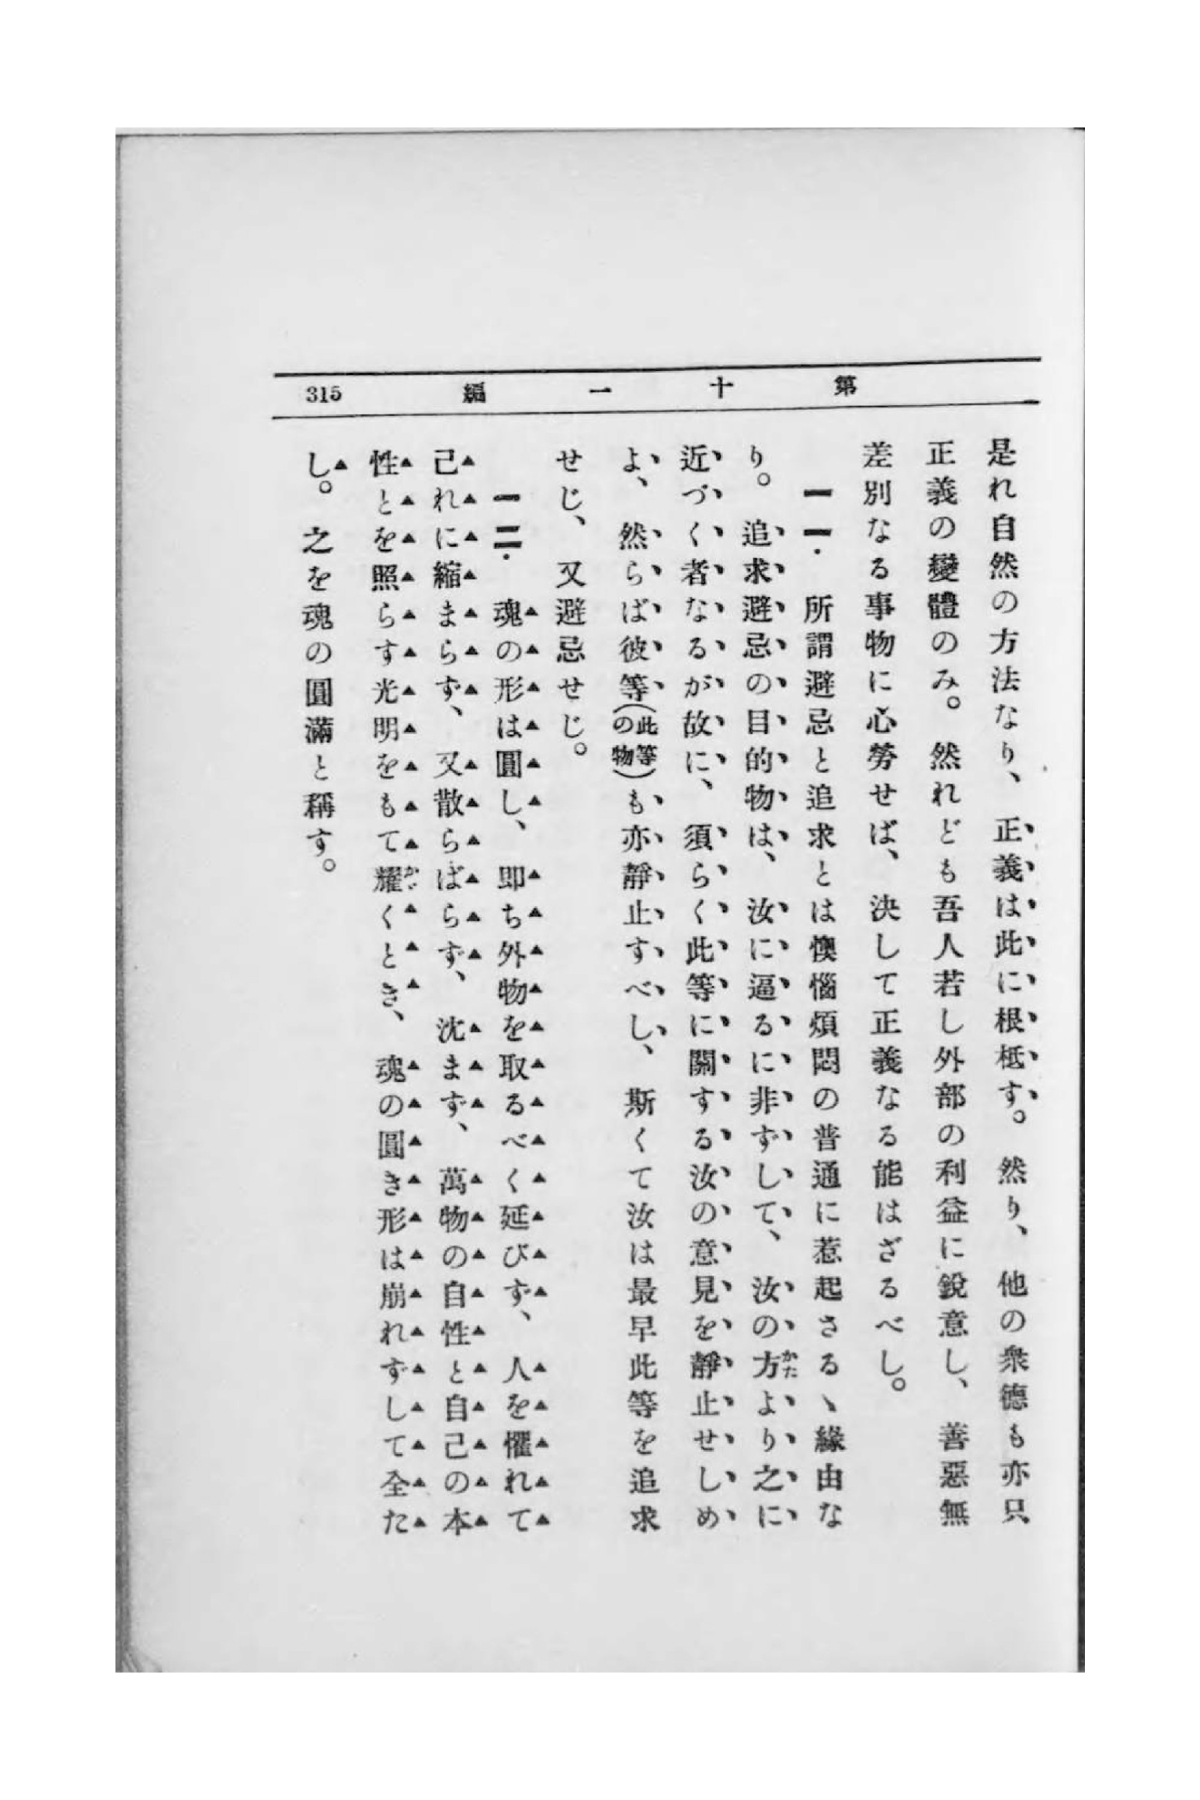 第十一編 315
是れ自然の方法なり、正義は此に根柢す。然り、他の衆德も亦只
正義の變體のみ。然れども吾人若し外部の利益に銳意し、善惡無
差別なる事物に心勞せば、決して正義なる能はざるべし。
一一．所謂避忌と追求とは懊惱煩悶の普通に惹起さるゝ緣由な
り。追求避忌の目的物は、汝に逼るに非ずして、汝の方かたより之に
近づく者なるが故に、須らく此等に關する汝の意見を靜止せしめ
よ、然らば彼等(此等の物)も亦靜止すべし、斯くて汝は最早此等を追求
せじ、又避忌せじ。
一二．魂の形は圓し、卽ち外物を取るべく延びず、人を懼れて
己れに縮まらず、又散らばらず、沈まず、萬物の自性と自己の本
性とを照らす光明をもて耀かゞくとき、魂の圓き形は崩れずして全た
し。之を魂の圓滿と稱す。